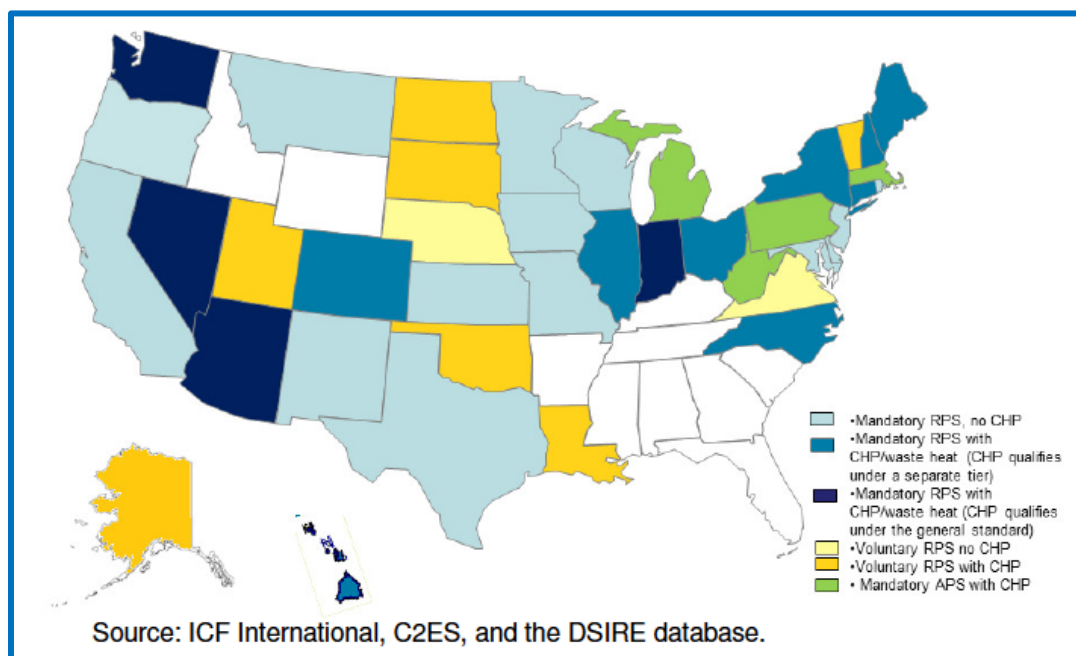 •Mandatory RPS, no CHP
•Mandatory RPS with
CHP/waste heat (CHP qualifies
under a separate tier)
•Mandatory RPS with
CHP/waste heat (CHP qualifies
under the general standard)
•Voluntary RPS no CHP
•Voluntary RPS with CHP
• Mandatory APS with CHP
Source: ICF International, C2ES, and the DSIRE database.